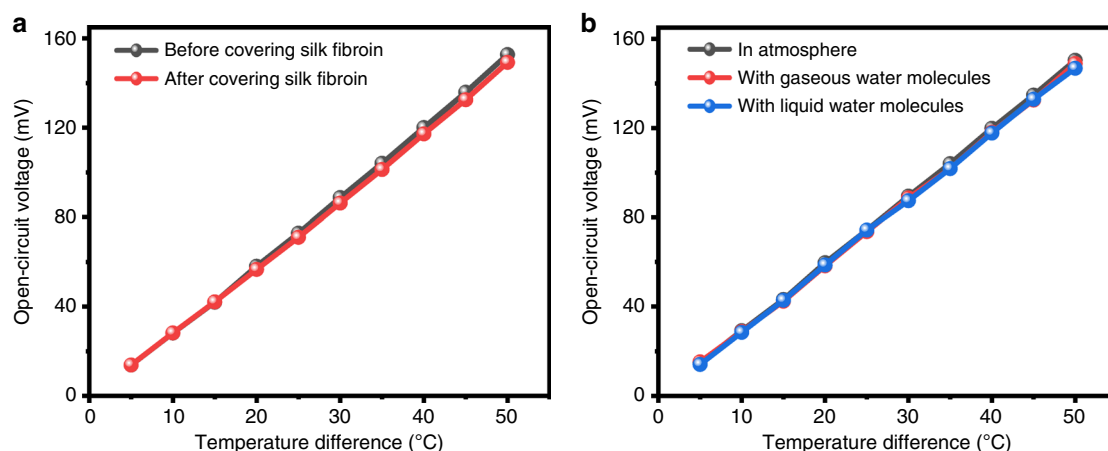 a
Before covering silk fibroin
After covering silk fibroin
Open-circuit voltage (mV)
160
120
80
40
0
0 10 20 30 40 50
Temperature difference (°C)
b
In atmosphere
With gaseous water molecules
With liquid water molecules
Open-circuit voltage (mV)
160
120
80
40
0
0 10 20 30 40 50
Temperature difference (°C)